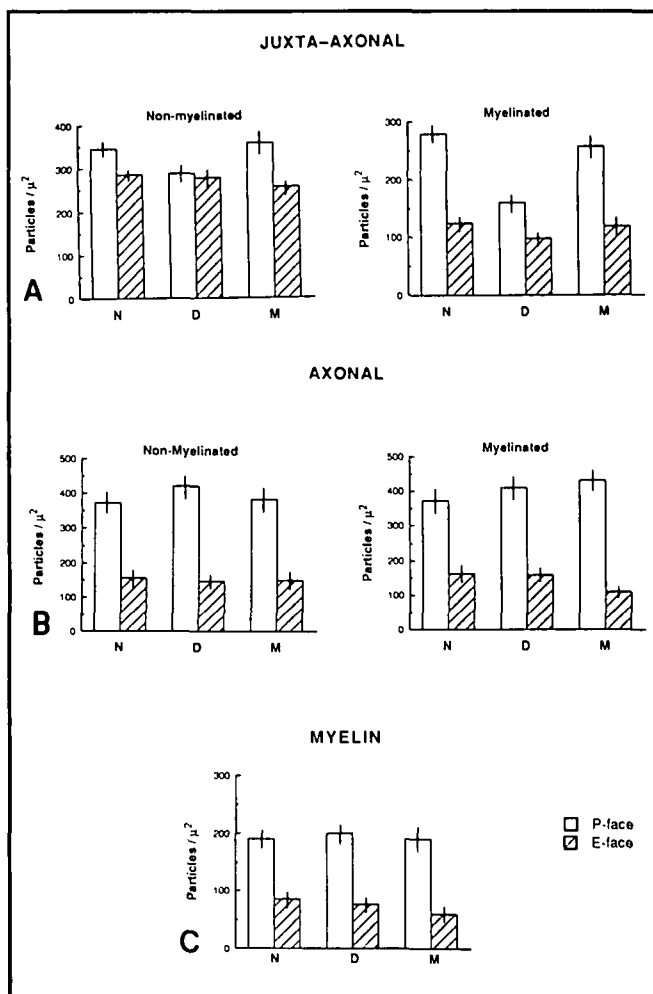 JUXTA-AXONAL
Non-myelinated
Particles / μ²
400
300
200
100
0
N D M
A
Myelinated
Particles / μ²
300
200
100
0
N D M
AXONAL
Non-Myelinated
Particles / μ²
500
400
300
200
100
0
N D M
B
Myelinated
Particles / μ²
500
400
300
200
100
0
N D M
MYELIN
Particles / μ²
300
200
100
0
N D M
C
P-face
E-face